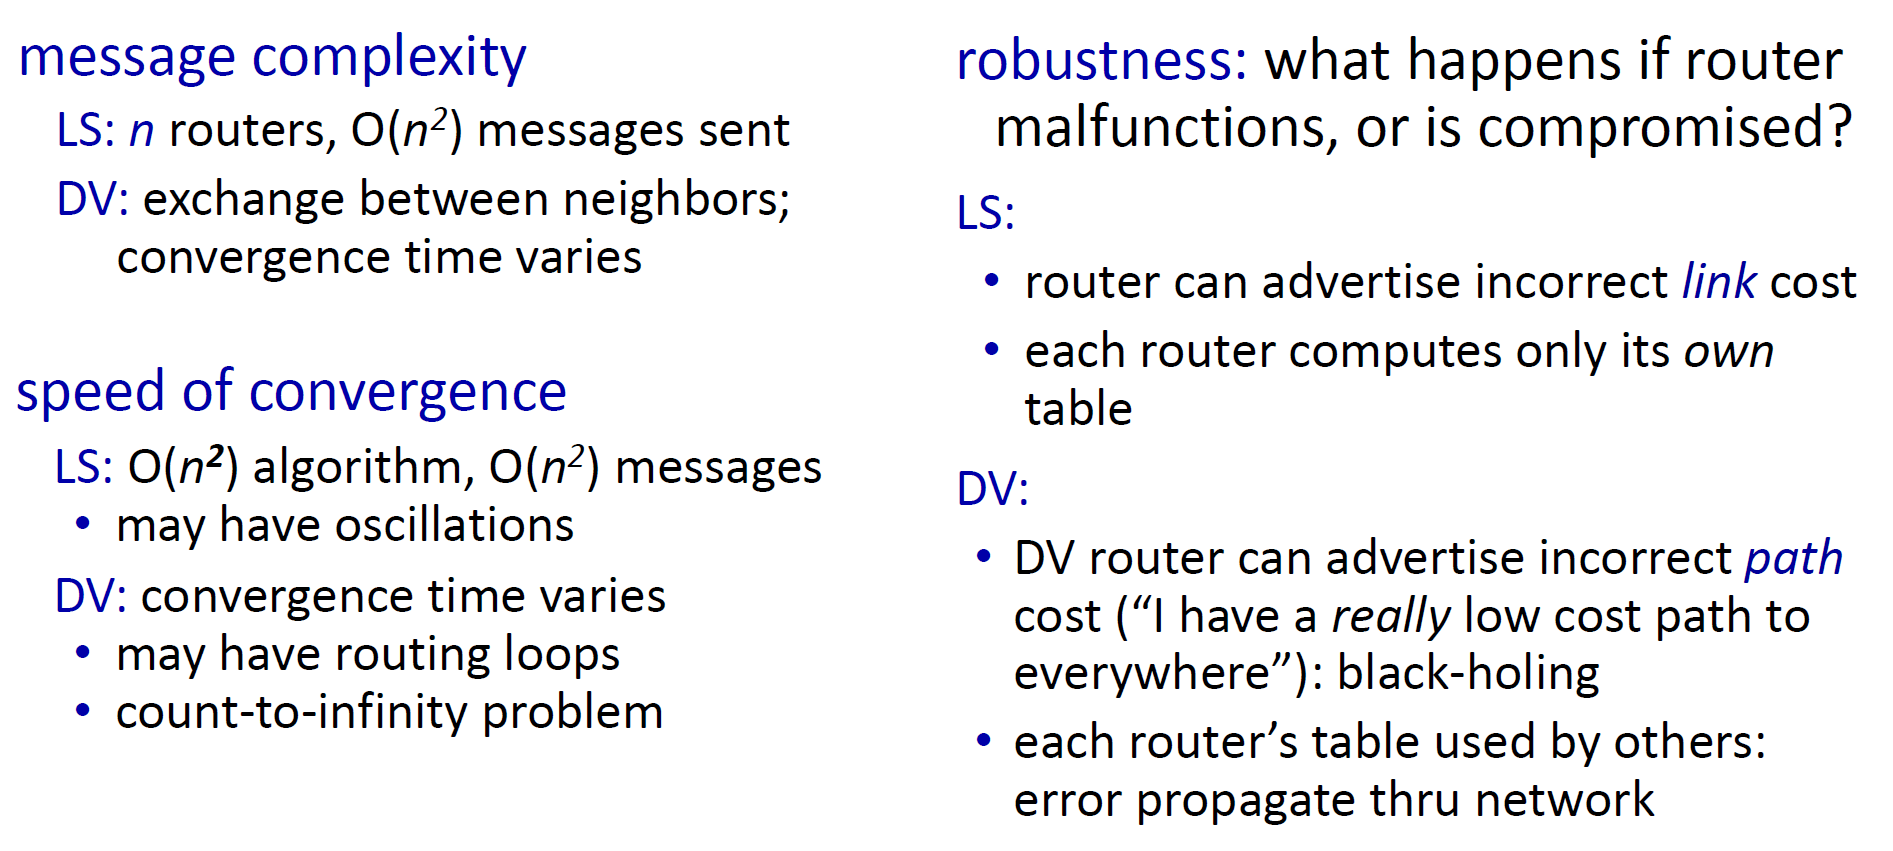 message complexity
LS: n routers, O(n²) messages sent
DV: exchange between neighbors;
convergence time varies
speed of convergence
LS: O(n²) algorithm, O(n²) messages
• may have oscillations
DV: convergence time varies
• may have routing loops
• count-to-infinity problem
robustness: what happens if router
malfunctions, or is compromised?
LS:
• router can advertise incorrect link cost
• each router computes only its own
table
DV:
• DV router can advertise incorrect path
cost (“I have a really low cost path to
everywhere”): black-holing
• each router’s table used by others:
error propagate thru network